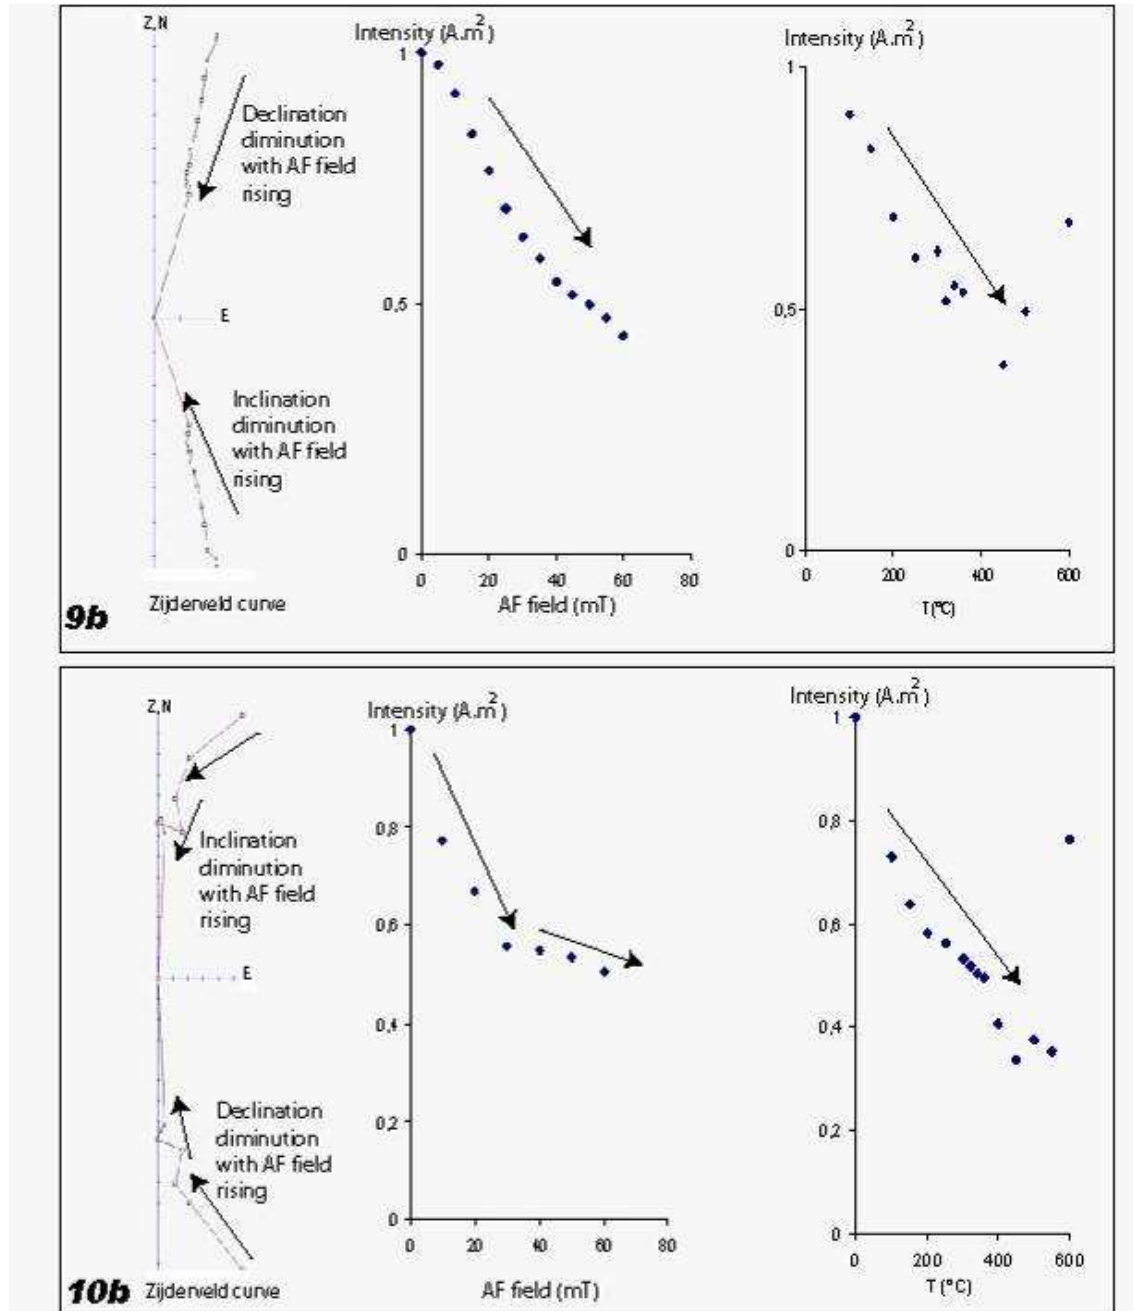 Z,N
Declination
diminution
with AF field
rising
E
Inclination
diminution
with AF field
rising
Zijderveld curve
9b
Intensity (A.m2)
1
0,5
0
0 20 40 60 80
AF field (mT)
Intensity (A.m2)
1
0,5
0
0 200 400 600
T(°C)
Z,N
Inclination
diminution
with AF field
rising
E
Declination
diminution
with AF field
rising
10b Zijderveld curve
Intensity (A.m2)
1
0,8
0,6
0,4
0,2
0
0 20 40 60 80
AF field (mT)
Intensity (A.m2)
1
0,8
0,6
0,4
0,2
0
0 200 400 600
T (°C)